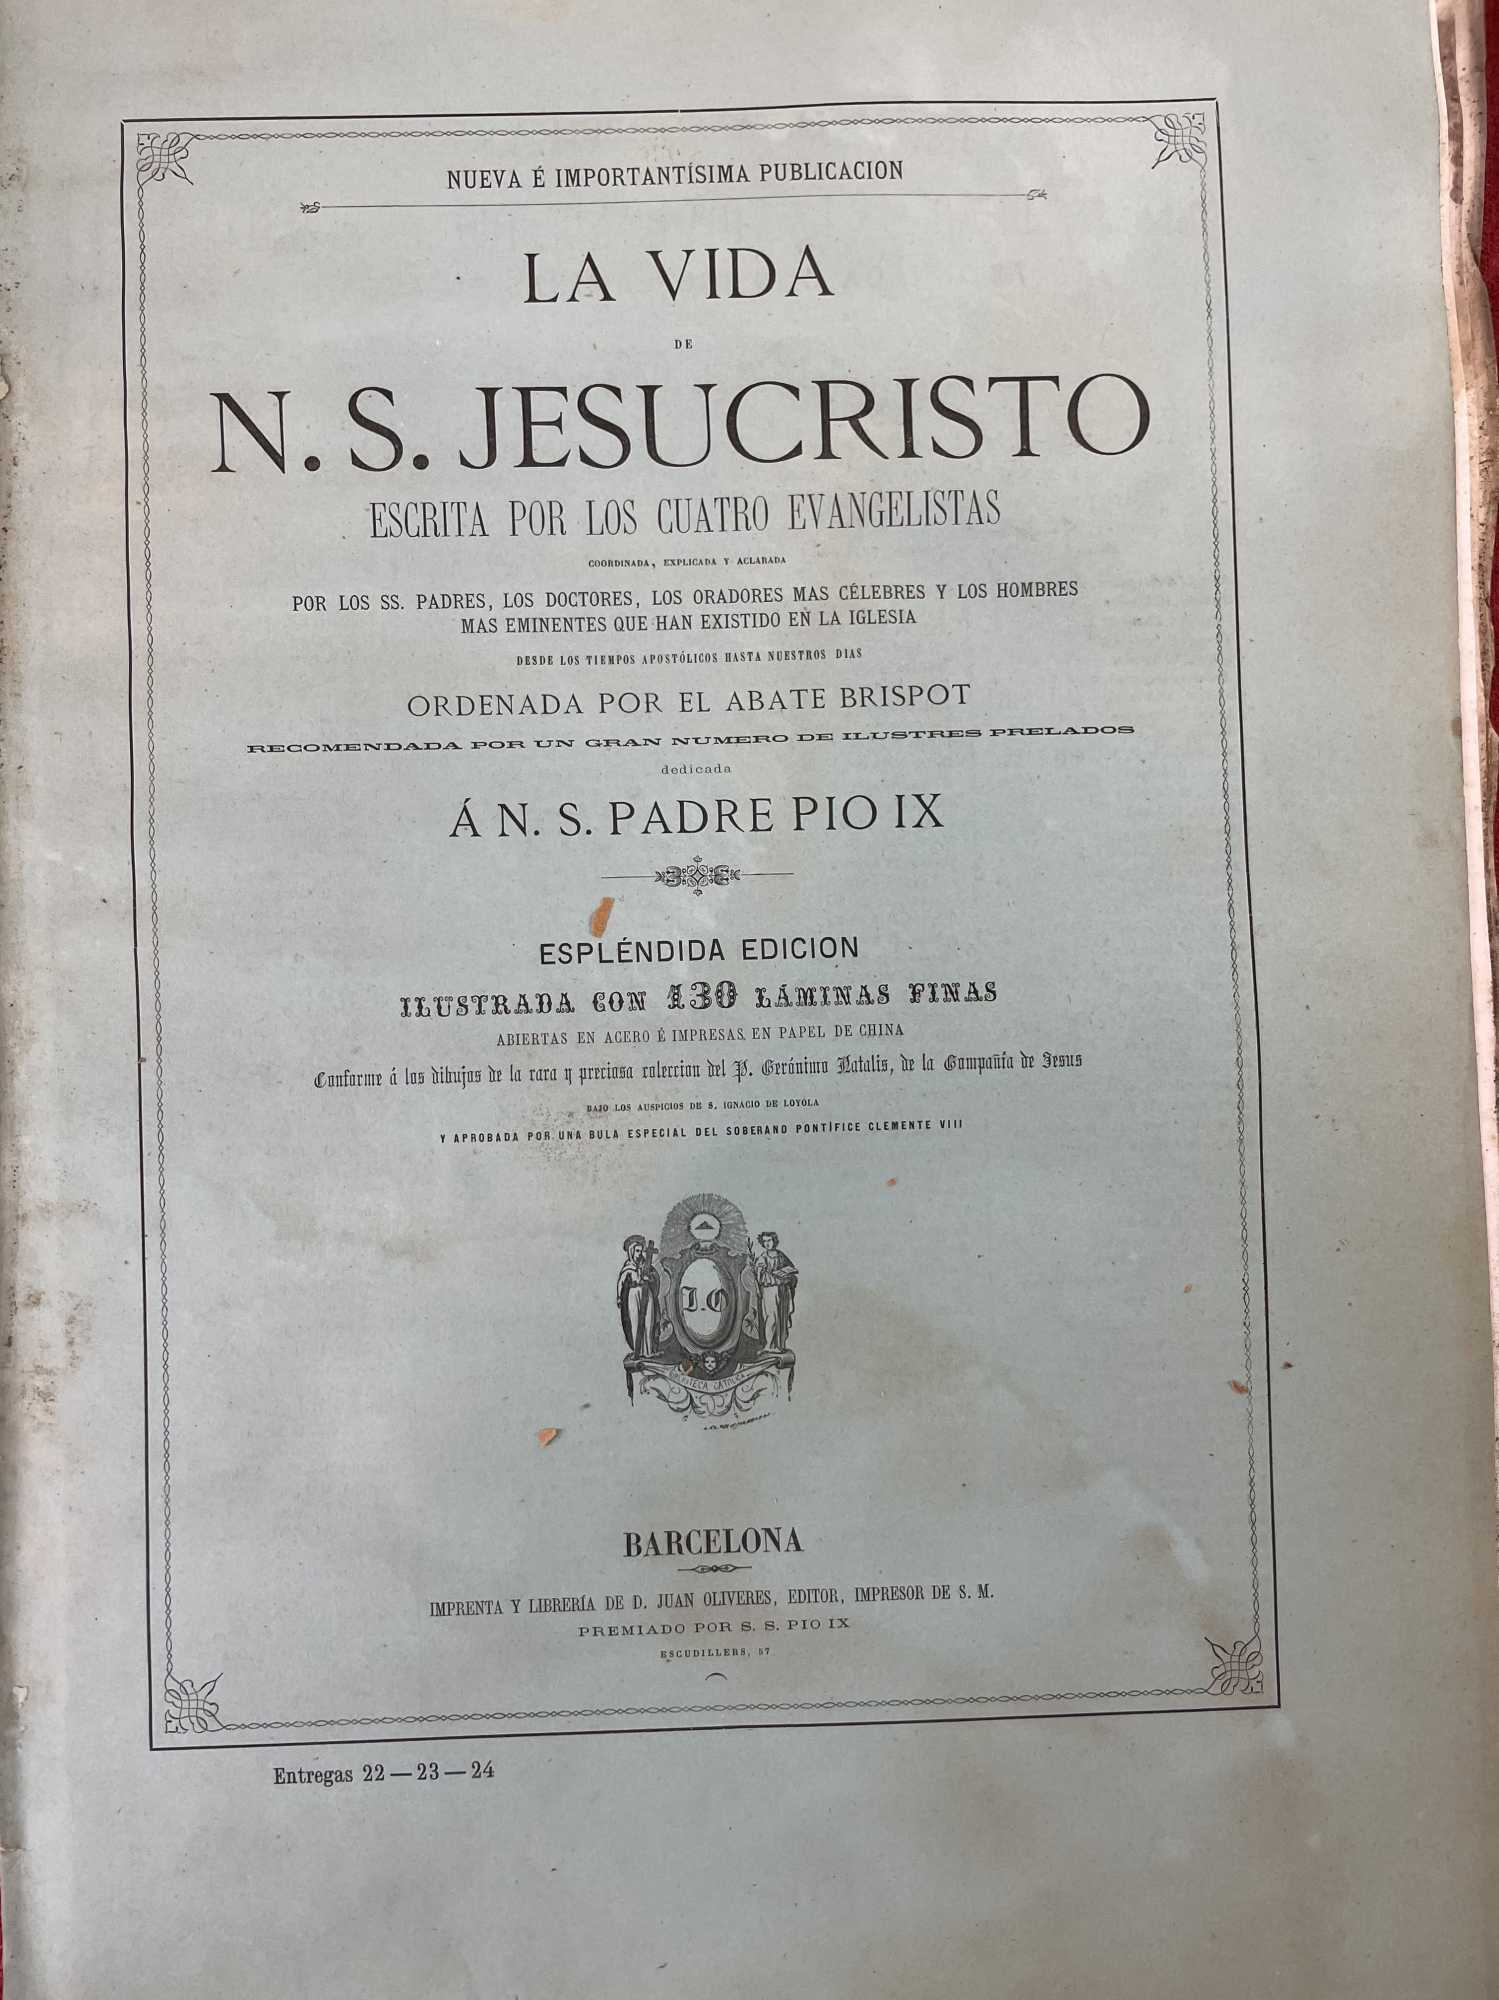 NUEVA É IMPORTANTÍSIMA PUBLICACION
LA VIDA
DE
N. S. JESUCRISTO
ESCRITA POR LOS CUATRO EVANGELISTAS
COORDINADA, EXPLICADA Y ACLARADA
POR LOS SS. PADRES, LOS DOCTORES, LOS ORADORES MAS CÉLEBRES Y LOS HOMBRES
MAS EMINENTES QUE HAN EXISTIDO EN LA IGLESIA
DESDE LOS TIEMPOS APOSTÓLICOS HASTA NUESTROS DIAS
ORDENADA POR EL ABATE BRISPOT
RECOMENDADA POR UN GRAN NUMERO DE ILUSTRES PRELADOS
dedicada
Á N. S. PADRE PIO IX
ESPLÉNDIDA EDICION
ILUSTRADA CON 130 LÁMINAS FINAS
ABIERTAS EN ACERO É IMPRESAS EN PAPEL DE CHINA
Conforme á los dibujos de la rara y preciosa coleccion del P. Gerónimo Natalis, de la Compañía de Jesus
BAJO LOS AUSPICIOS DE S. IGNACIO DE LOYOLA
Y APROBADA POR UNA BULA ESPECIAL DEL SOBERANO PONTÍFICE CLEMENTE VIII
J.O
CATÓLICA
BARCELONA
IMPRENTA Y LIBRERÍA DE D. JUAN OLIVERES, EDITOR, IMPRESOR DE S. M.
PREMIADO POR S. S. PIO IX
ESCUDILLERS, 57
Entregas 22 — 23 — 24